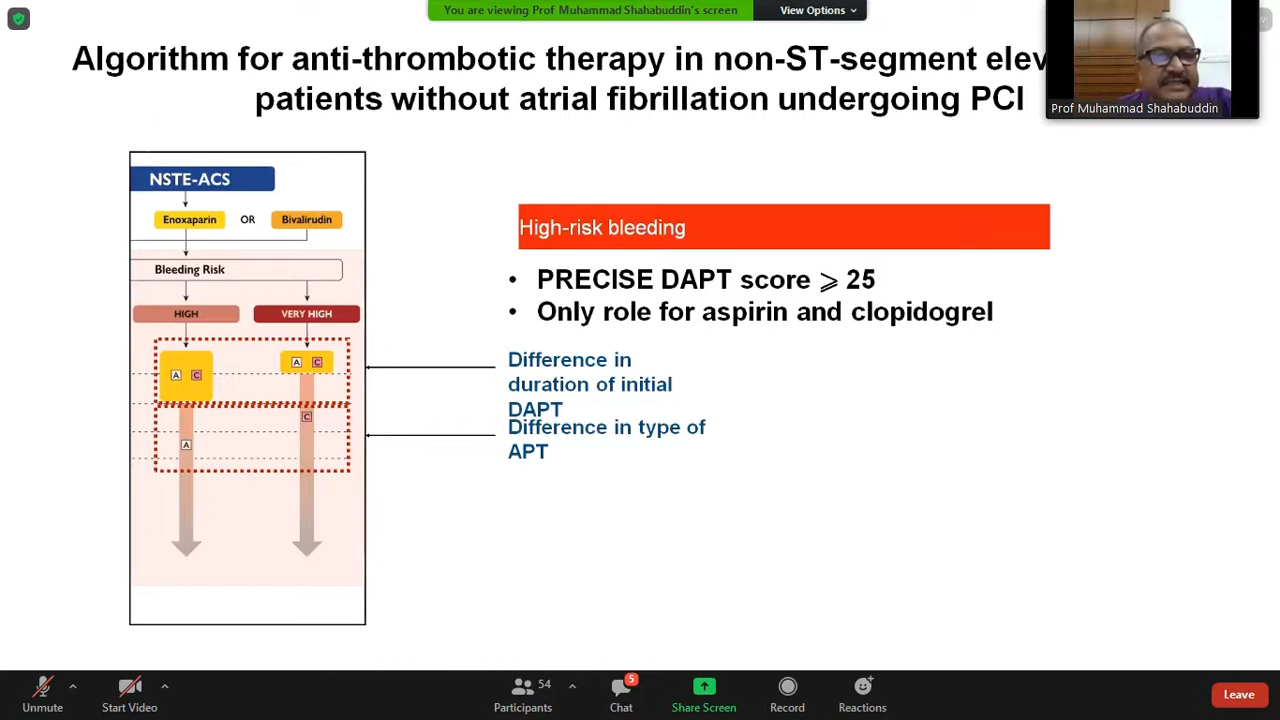 You are viewing Prof Muhammad Shahabuddin's screen
View Options
Algorithm for anti-thrombotic therapy in non-ST-segment
patients without atrial fibrillation undergoing PCI
Prof Muhammad Shahabuddin
NSTE-ACS
Enoxaparin OR Bivalirudin
Bleeding Risk
HIGH VERY HIGH
A C
A C
C
A
High-risk bleeding
• PRECISE DAPT score ⩾ 25
• Only role for aspirin and clopidogrel
Difference in
duration of initial
DAPT
Difference in type of
APT
Unmute
Start Video
54
Participants
5
Chat
Share Screen
Record
Reactions
Leave